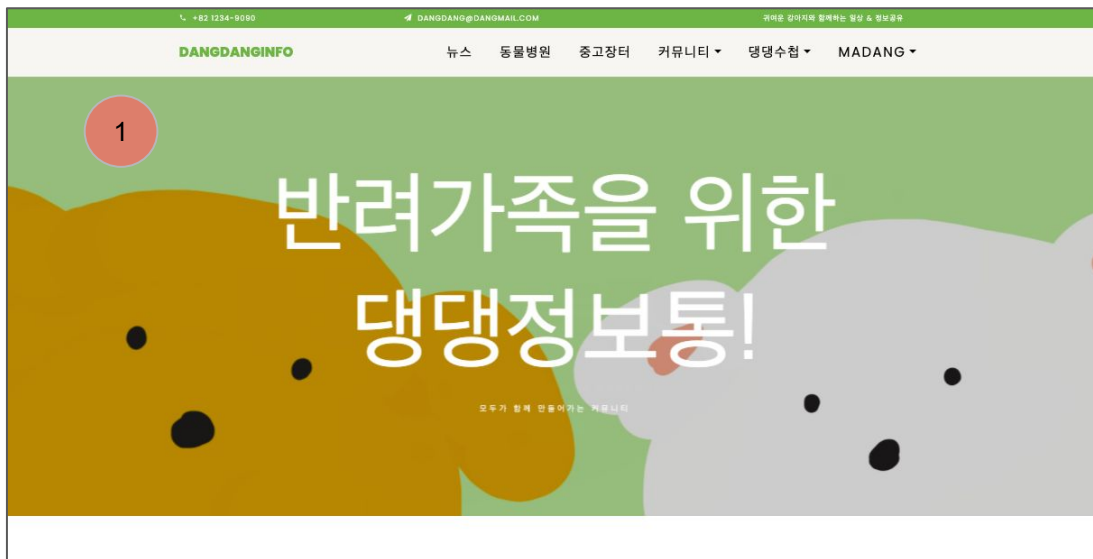 +82 1234-9090
DANGDANG@DANGMAIL.COM
귀여운 강아지와 함께하는 일상 & 정보공유
DANGDANGINFO
뉴스
동물병원
중고장터
커뮤니티
댕댕수첩
MADANG
1
반려가족을 위한
댕댕정보통!
모두가 함께 만들어가는 커뮤니티